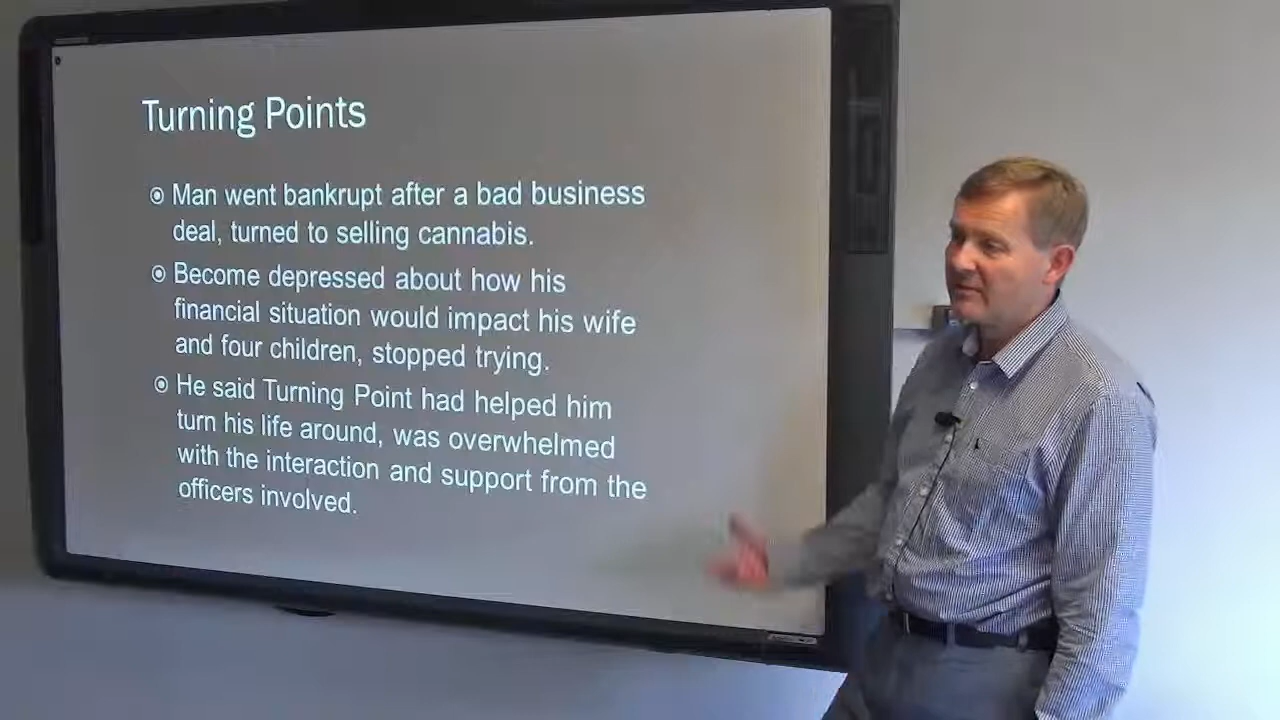 Turning Points
Man went bankrupt after a bad business
deal, turned to selling cannabis.
Become depressed about how his
financial situation would impact his wife
and four children, stopped trying.
He said Turning Point had helped him
turn his life around, was overwhelmed
with the interaction and support from the
officers involved.